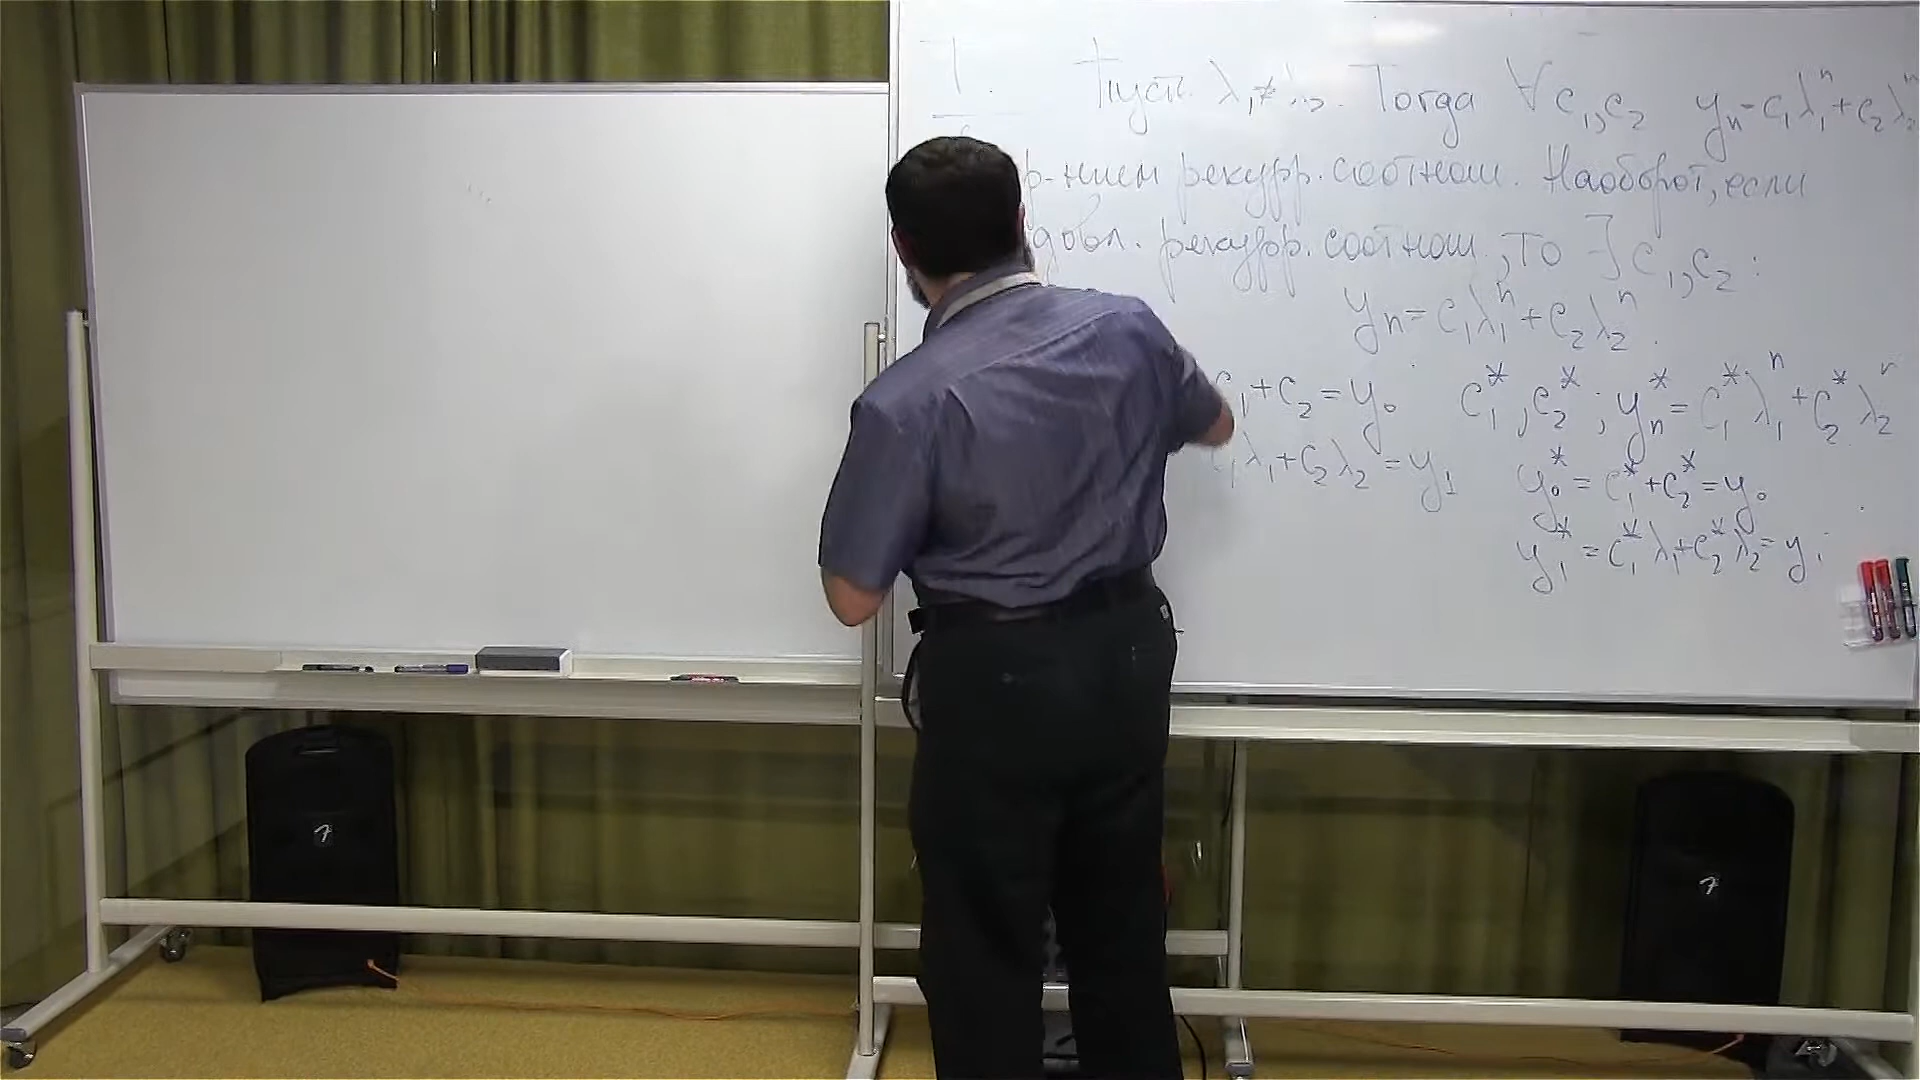 Пусть λ₁ ≠ λ₂. Тогда ∀ c₁, c₂ yₙ = c₁λ₁ⁿ + c₂λ₂ⁿ
р-нием рекурр. соотнош. Наоборот, если
довл. рекурр. соотнош., то ∃ c₁, c₂ :
yₙ = c₁λ₁ⁿ + c₂λ₂ⁿ.
c₁ + c₂ = y₀
c₁λ₁ + c₂λ₂ = y₁
c₁*, c₂* ; yₙ* = c₁*λ₁ⁿ + c₂*λ₂ⁿ
y₀* = c₁* + c₂* = y₀
y₁* = c₁*λ₁ + c₂*λ₂ = y₁